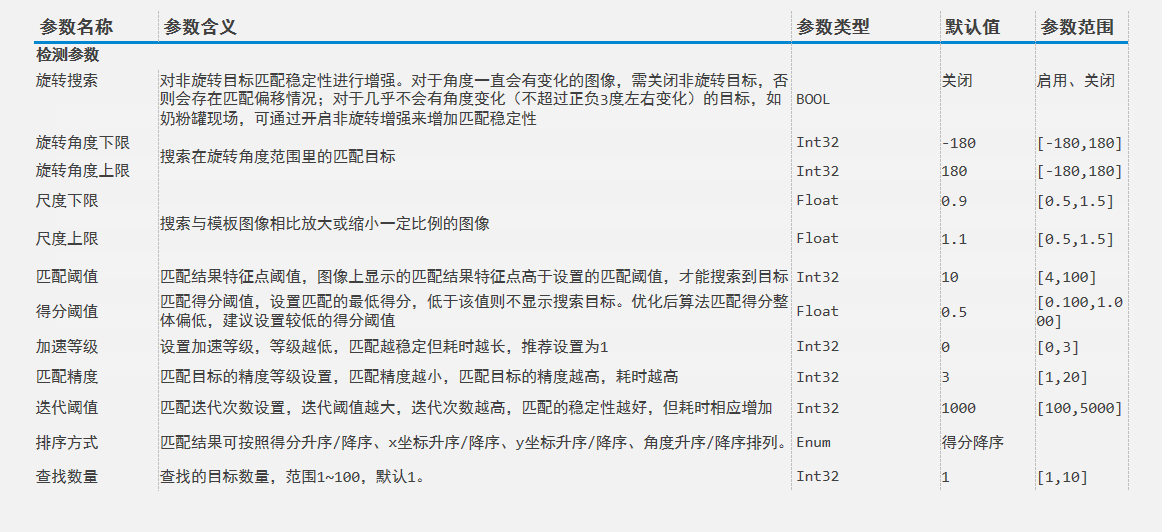 参数名称 参数含义 参数类型 默认值 参数范围
检测参数
旋转搜索 对非旋转目标匹配稳定性进行增强。对于角度一直会有变化的图像，需关闭非旋转目标，否则会存在匹配偏移情况；对于几乎不会有角度变化（不超过正负3度左右变化）的目标，如奶粉罐现场，可通过开启非旋转增强来增加匹配稳定性 BOOL 关闭 启用、关闭
旋转角度下限 搜索在旋转角度范围里的匹配目标 Int32 -180 [-180,180]
旋转角度上限 Int32 180 [-180,180]
尺度下限 搜索与模板图像相比放大或缩小一定比例的图像 Float 0.9 [0.5,1.5]
尺度上限 Float 1.1 [0.5,1.5]
匹配阈值 匹配结果特征点阈值，图像上显示的匹配结果特征点高于设置的匹配阈值，才能搜索到目标 Int32 10 [4,100]
得分阈值 匹配得分阈值，设置匹配的最低得分，低于该值则不显示搜索目标。优化后算法匹配得分整体偏低，建议设置较低的得分阈值 Float 0.5 [0.100,1.000]
加速等级 设置加速等级，等级越低，匹配越稳定但耗时越长，推荐设置为1 Int32 0 [0,3]
匹配精度 匹配目标的精度等级设置，匹配精度越小，匹配目标的精度越高，耗时越高 Int32 3 [1,20]
迭代阈值 匹配迭代次数设置，迭代阈值越大，迭代次数越高，匹配的稳定性越好，但耗时相应增加 Int32 1000 [100,5000]
排序方式 匹配结果可按照得分升序/降序、x坐标升序/降序、y坐标升序/降序、角度升序/降序排列。 Enum 得分降序
查找数量 查找的目标数量，范围1~100，默认1。 Int32 1 [1,10]